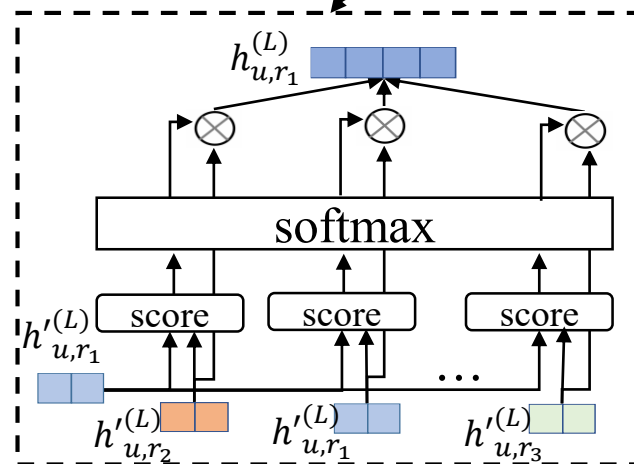 h_{u,r_1}^{(L)}
softmax
score score score
h'^{(L)}_{u,r_1}
...
h'^{(L)}_{u,r_2} h'^{(L)}_{u,r_1} h'^{(L)}_{u,r_3}